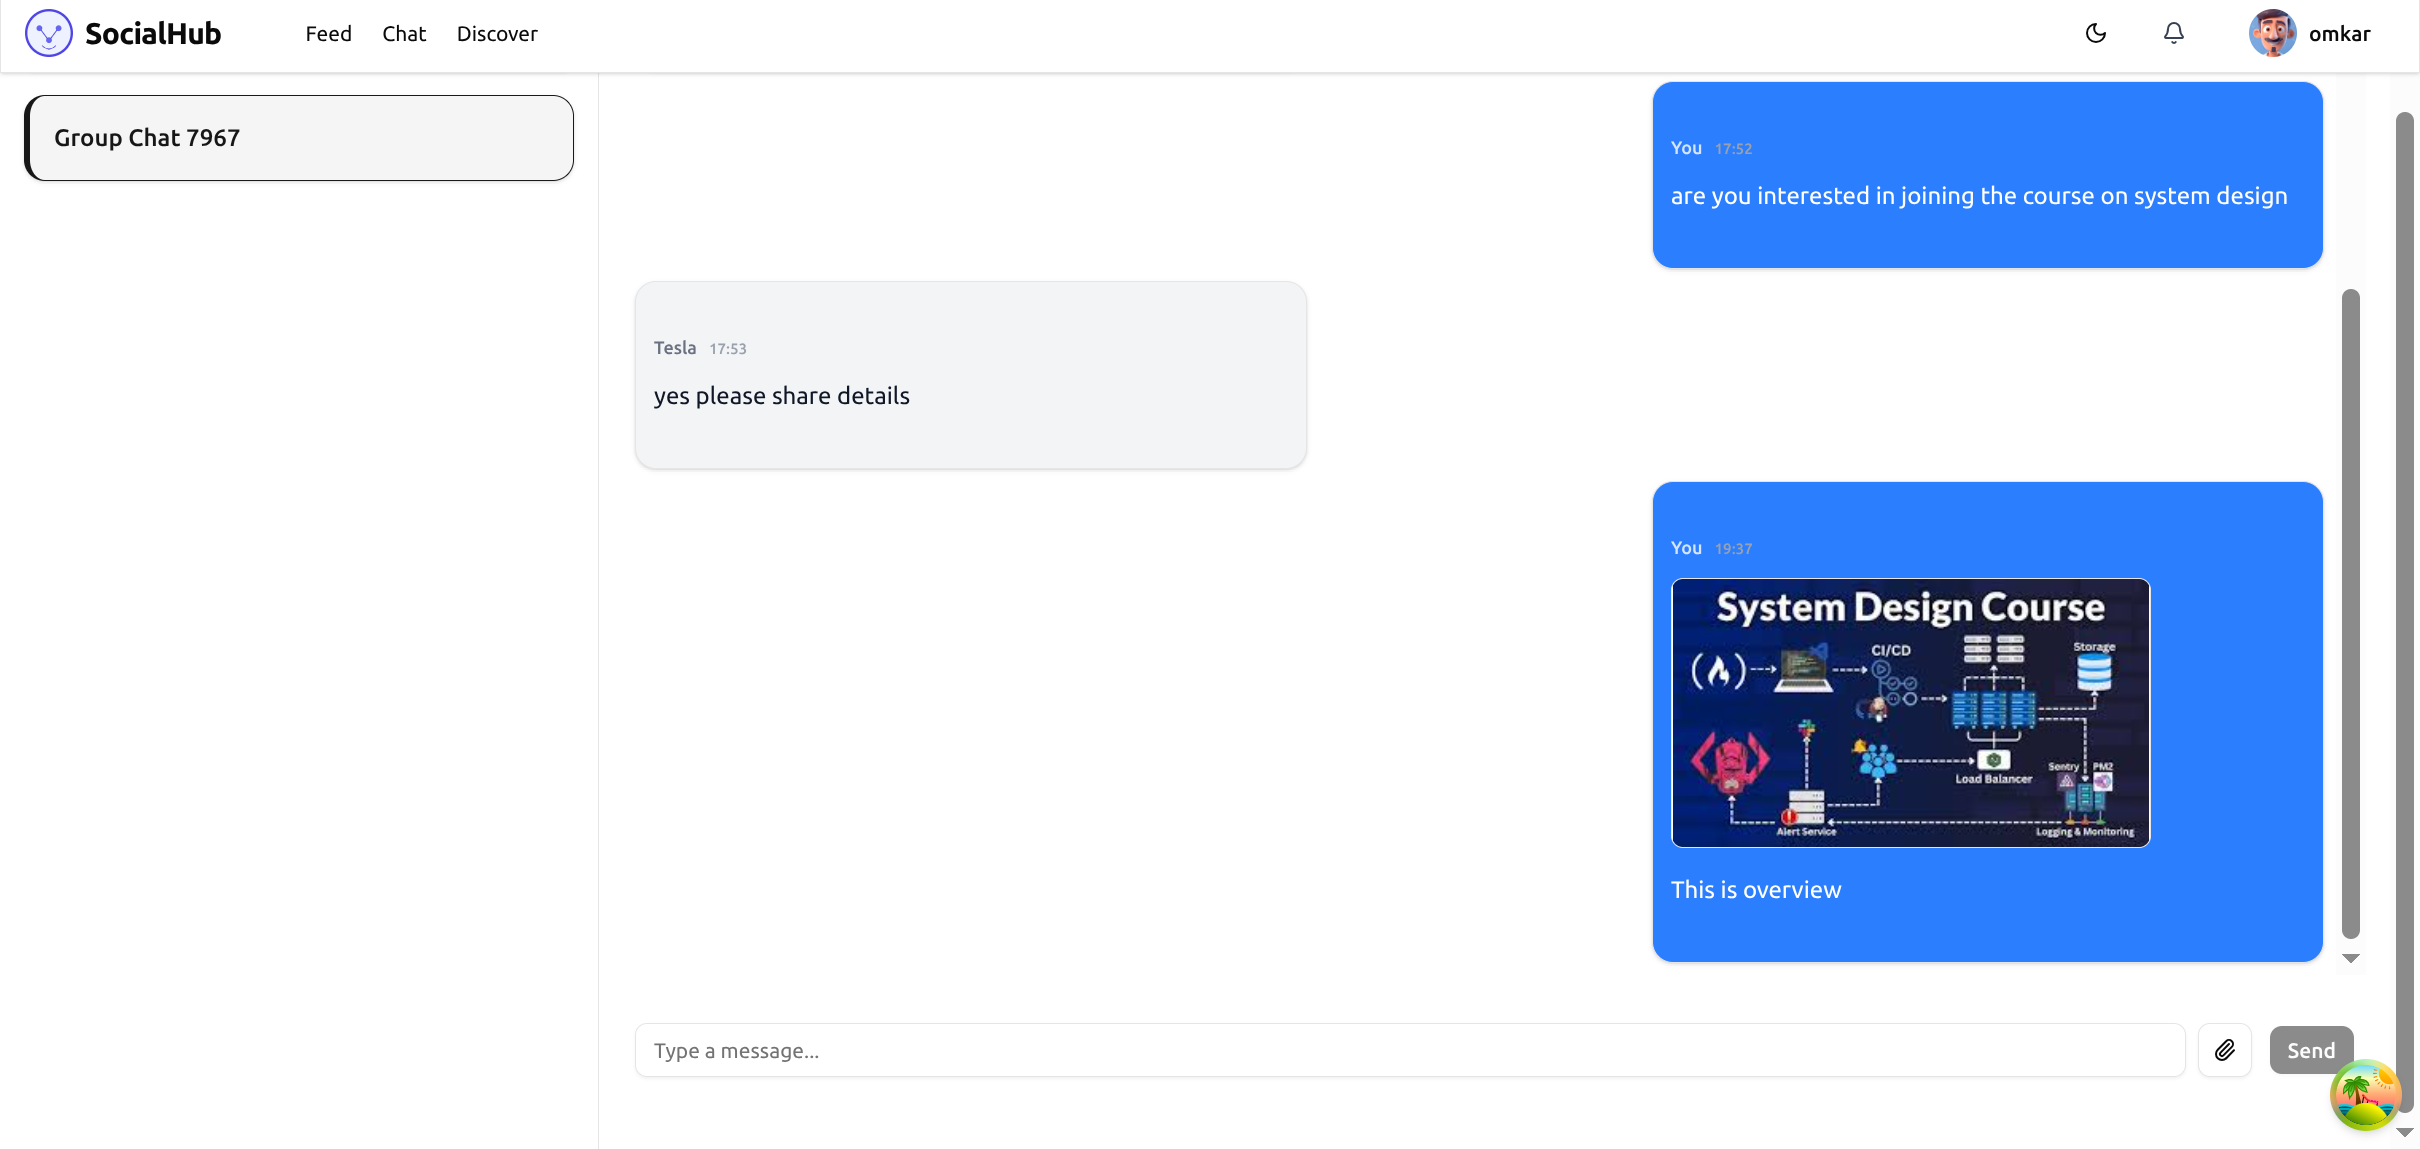 SocialHub
Feed
Chat
Discover
omkar
Group Chat 7967
You 17:52
are you interested in joining the course on system design
Tesla 17:53
yes please share details
You 19:37
System Design Course
CI/CD
Storage
Load Balancer
Sentry
PM2
Alert Service
Logging & Monitoring
This is overview
Type a message...
Send